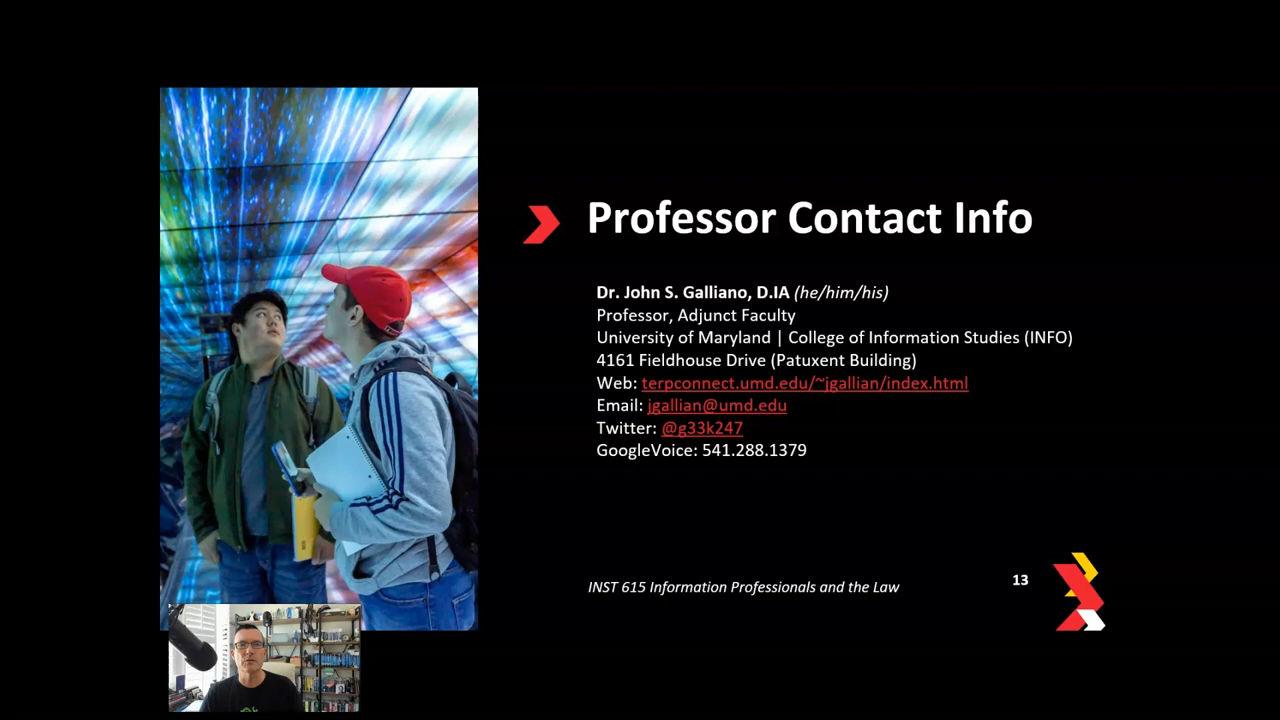 Professor Contact Info
Dr. John S. Galliano, D.IA (he/him/his)
Professor, Adjunct Faculty
University of Maryland | College of Information Studies (INFO)
4161 Fieldhouse Drive (Patuxent Building)
Web: terpconnect.umd.edu/~jgallian/index.html
Email: jgallian@umd.edu
Twitter: @g33k247
GoogleVoice: 541.288.1379
INST 615 Information Professionals and the Law
13